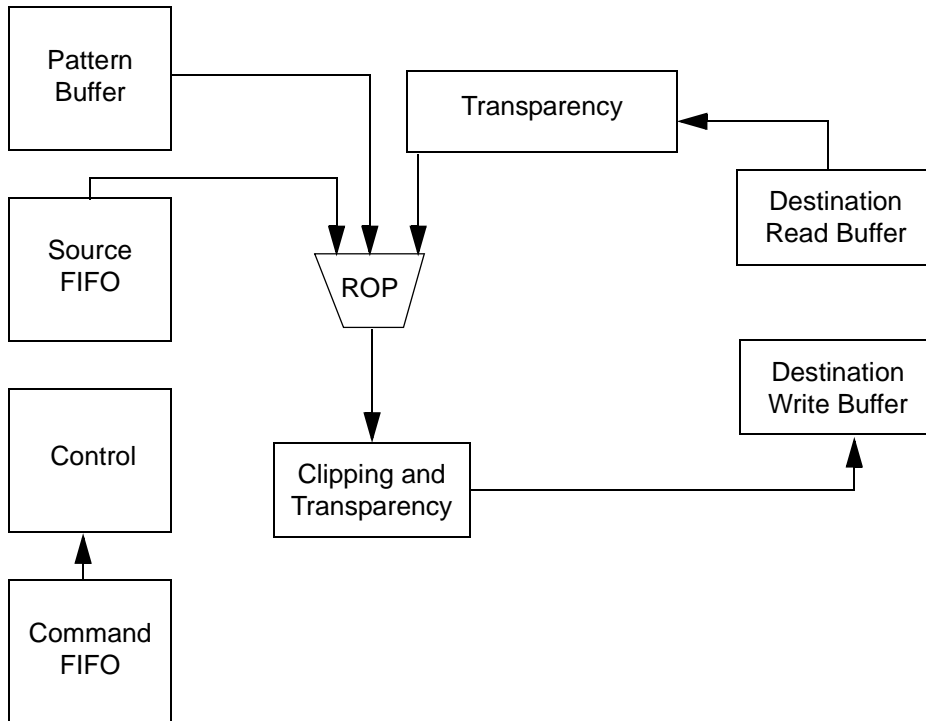 Pattern
Buffer
Transparency
Source
FIFO
Destination
Read Buffer
ROP
Control
Clipping and
Transparency
Destination
Write Buffer
Command
FIFO